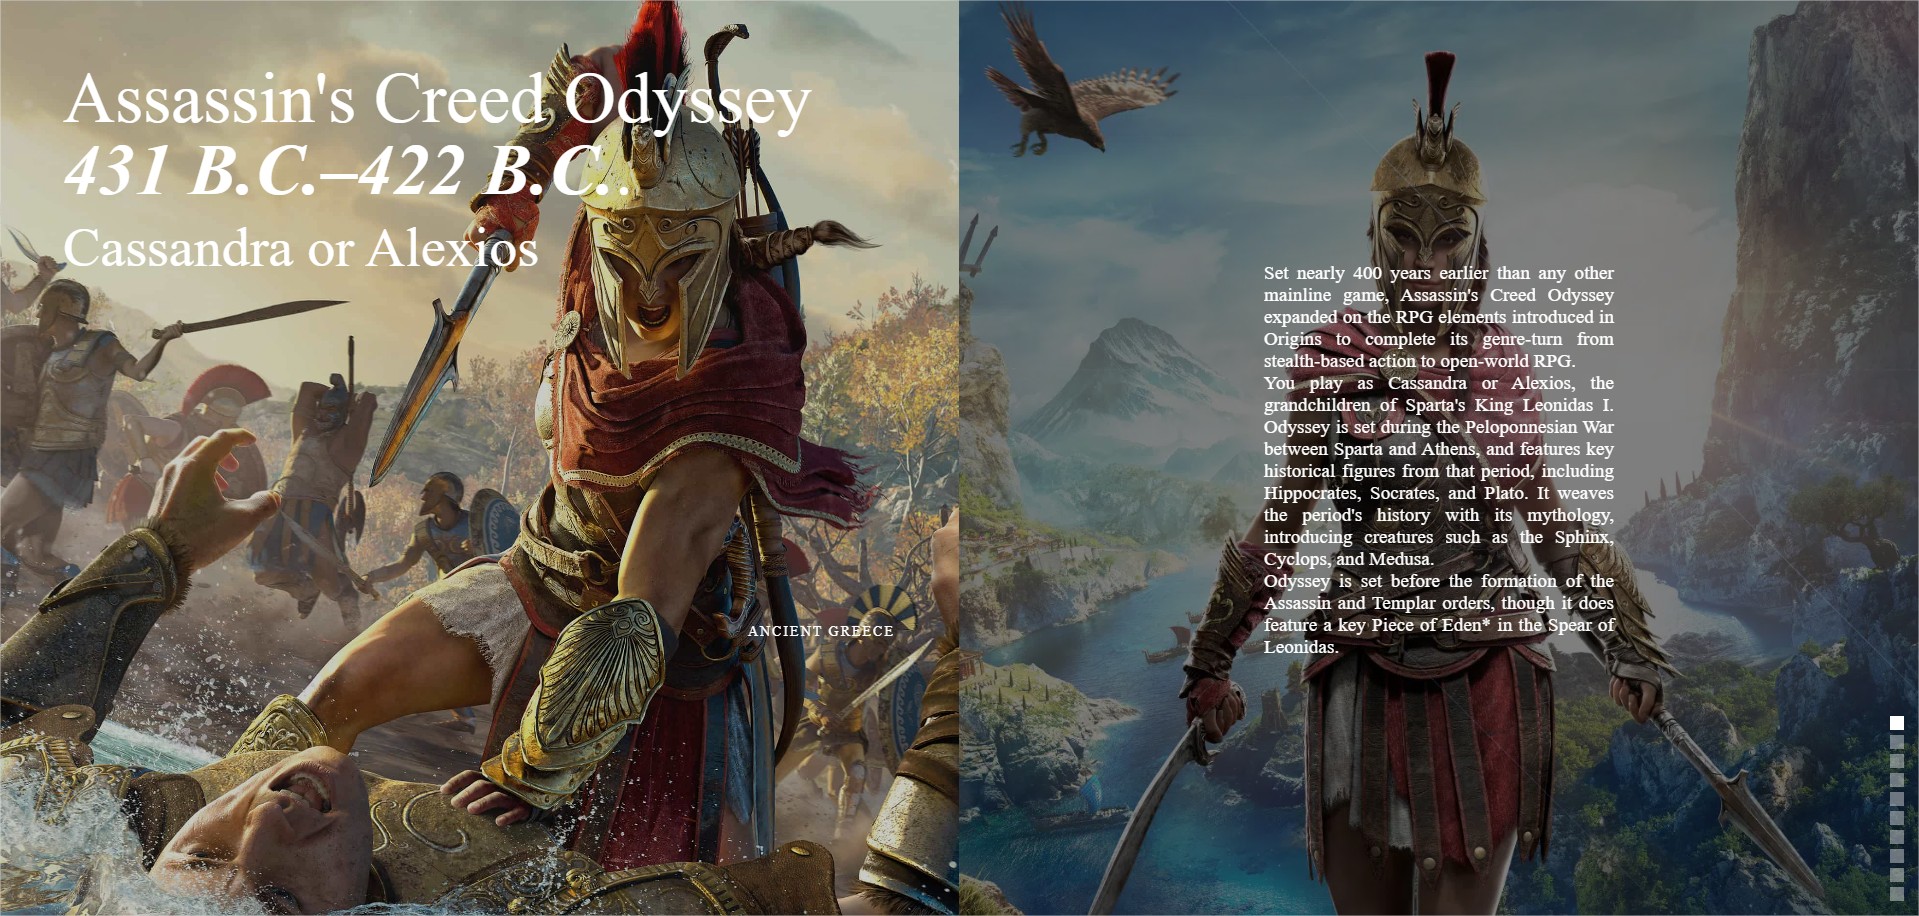 Assassin's Creed Odyssey
431 B.C.–422 B.C..
Cassandra or Alexios
ANCIENT GREECE
Set nearly 400 years earlier than any other
mainline game, Assassin's Creed Odyssey
expanded on the RPG elements introduced in
Origins to complete its genre-turn from
stealth-based action to open-world RPG.
You play as Cassandra or Alexios, the
grandchildren of Sparta's King Leonidas I.
Odyssey is set during the Peloponnesian War
between Sparta and Athens, and features key
historical figures from that period, including
Hippocrates, Socrates, and Plato. It weaves
the period's history with its mythology,
introducing creatures such as the Sphinx,
Cyclops, and Medusa.
Odyssey is set before the formation of the
Assassin and Templar orders, though it does
feature a key Piece of Eden* in the Spear of
Leonidas.